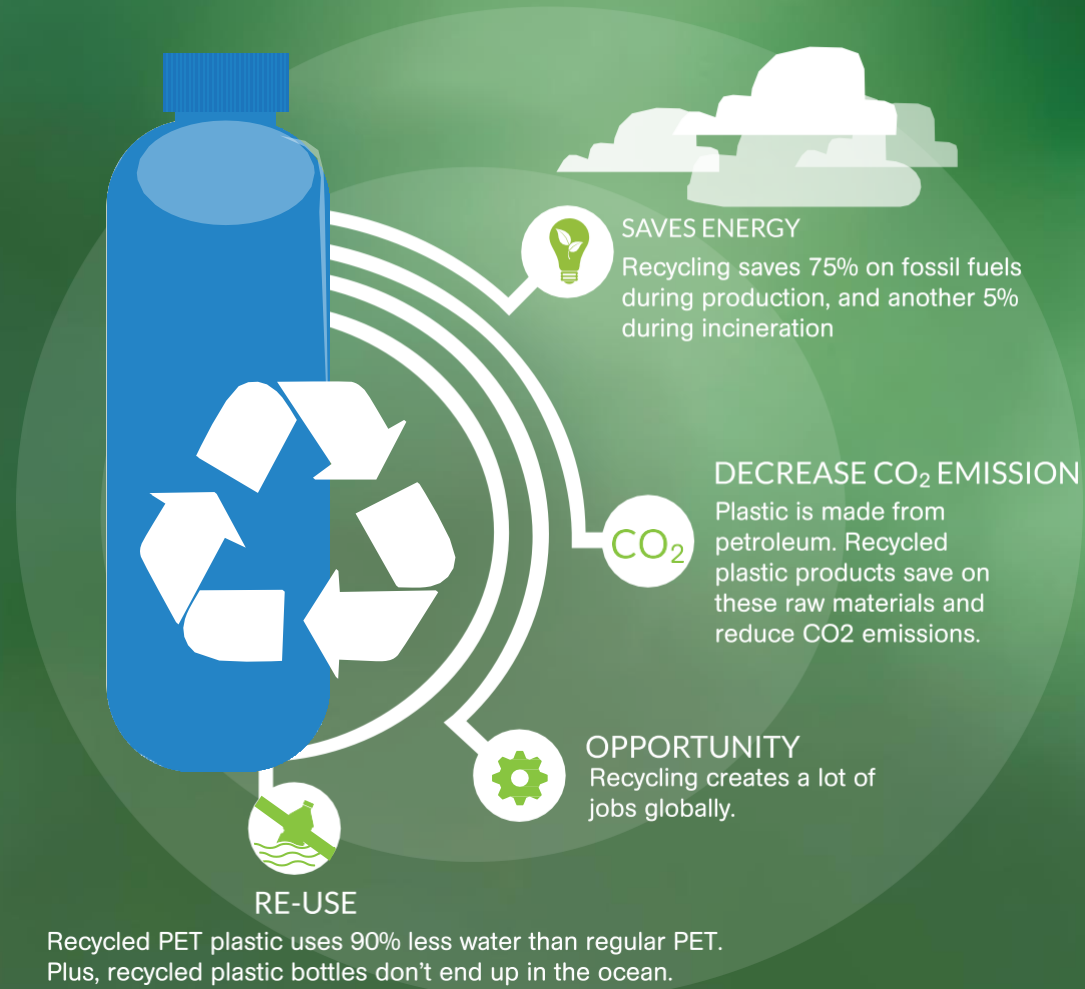 SAVES ENERGY
Recycling saves 75% on fossil fuels
during production, and another 5%
during incineration
DECREASE CO₂ EMISSION
CO₂
Plastic is made from
petroleum. Recycled
plastic products save on
these raw materials and
reduce CO2 emissions.
OPPORTUNITY
Recycling creates a lot of
jobs globally.
RE-USE
Recycled PET plastic uses 90% less water than regular PET.
Plus, recycled plastic bottles don't end up in the ocean.